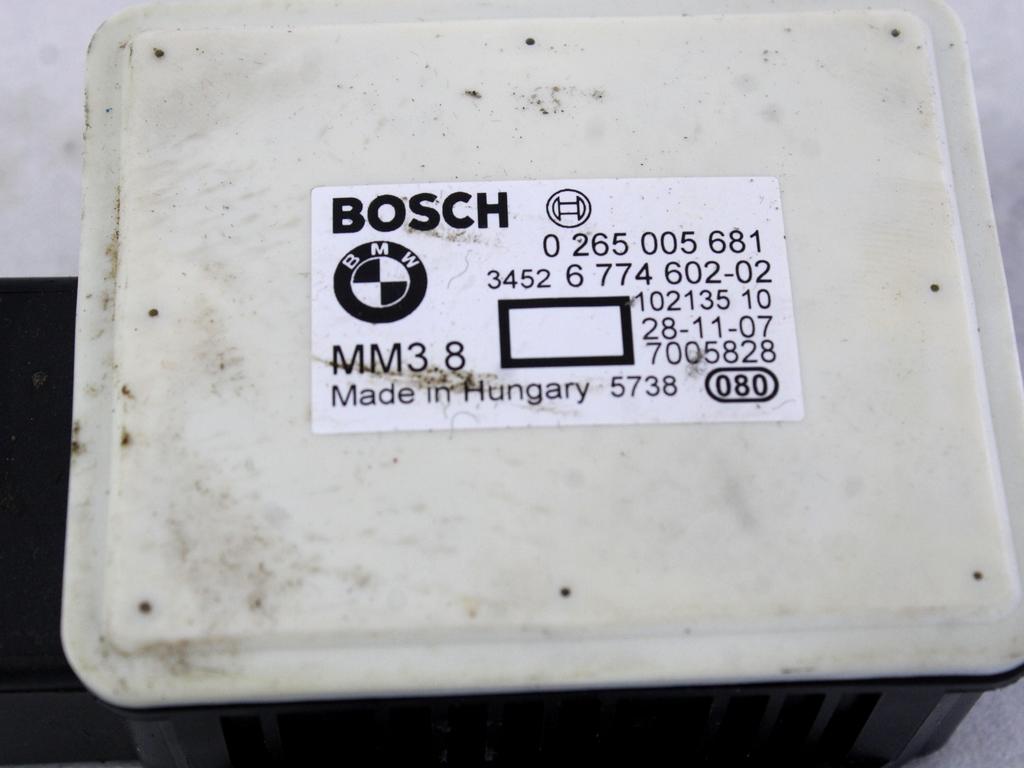 BOSCH
0 265 005 681
BMW
3452 6 774 602-02
102135 10
28-11-07
MM3.8
7005828
Made in Hungary 5738 080